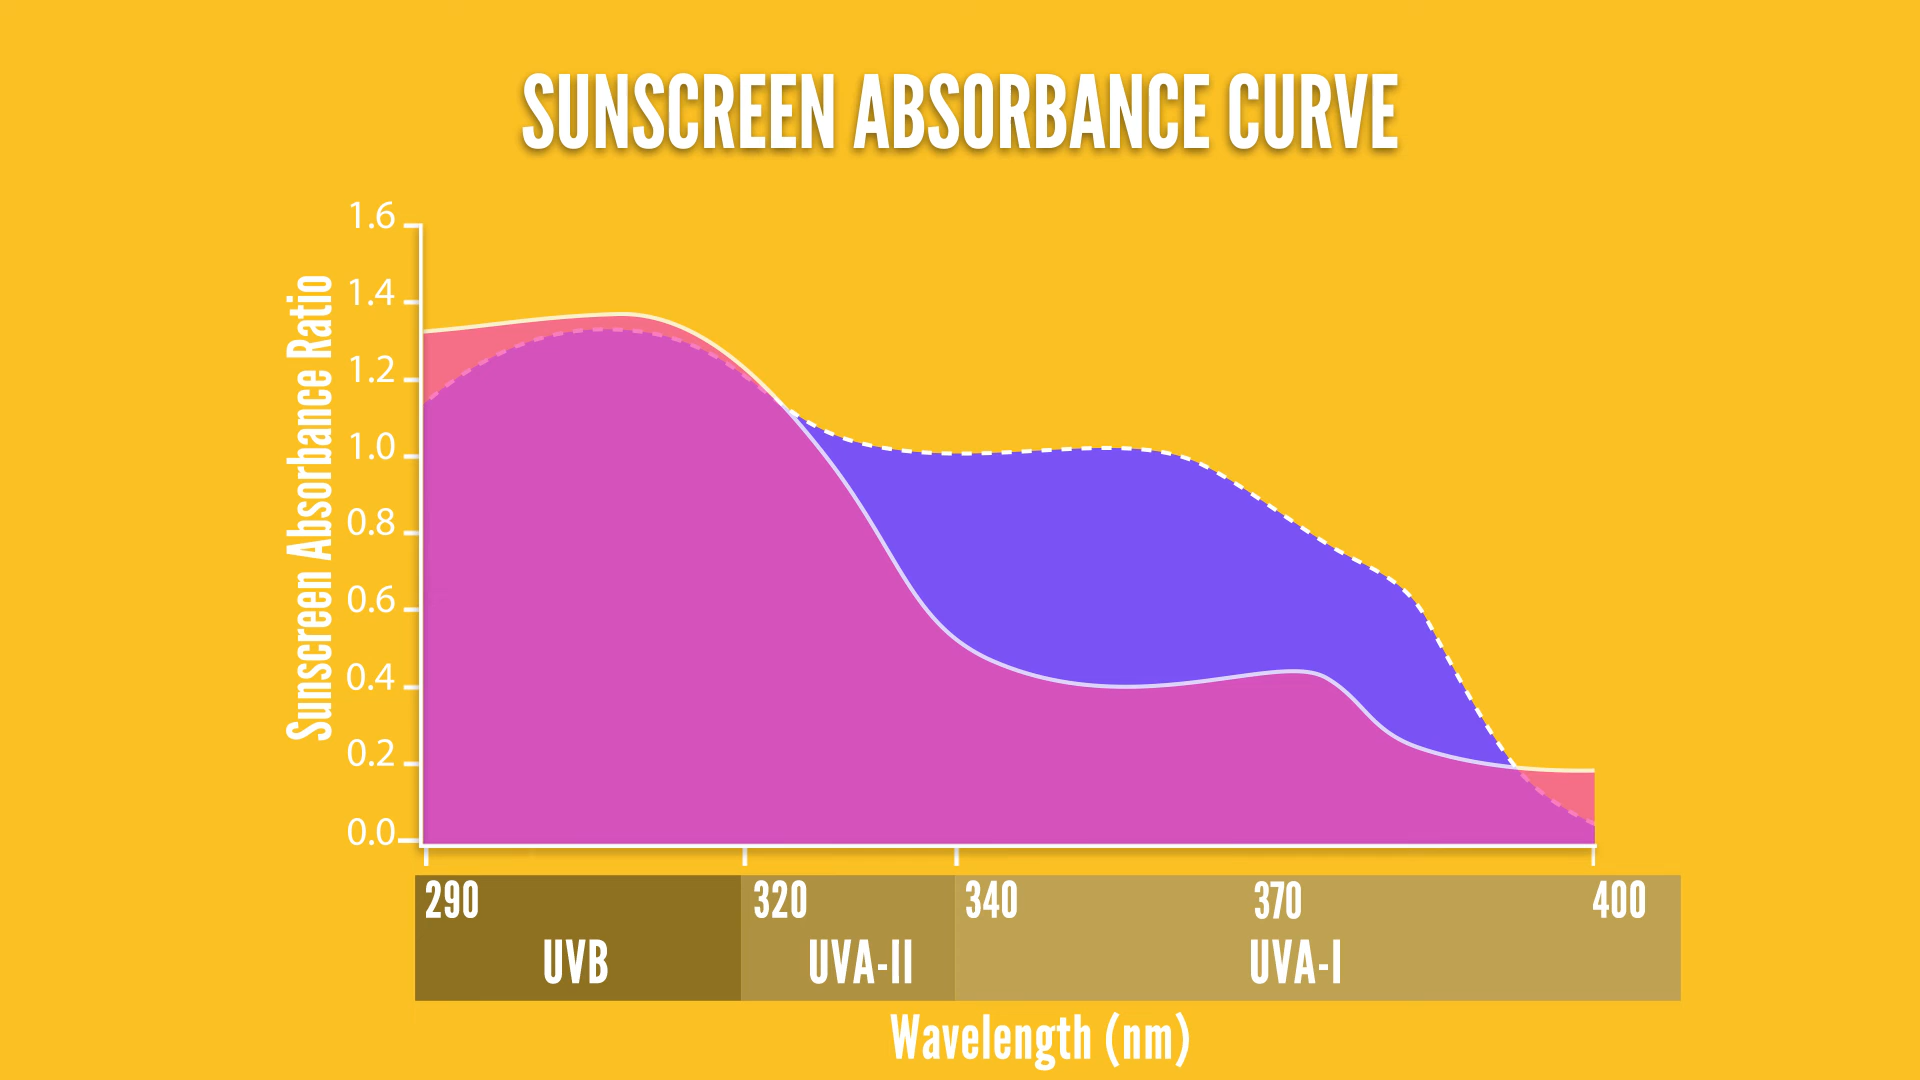 SUNSCREEN ABSORBANCE CURVE
Sunscreen Absorbance Ratio
1.6
1.4
1.2
1.0
0.8
0.6
0.4
0.2
0.0
290 320 340 370 400
UVB UVA-II UVA-I
Wavelength (nm)